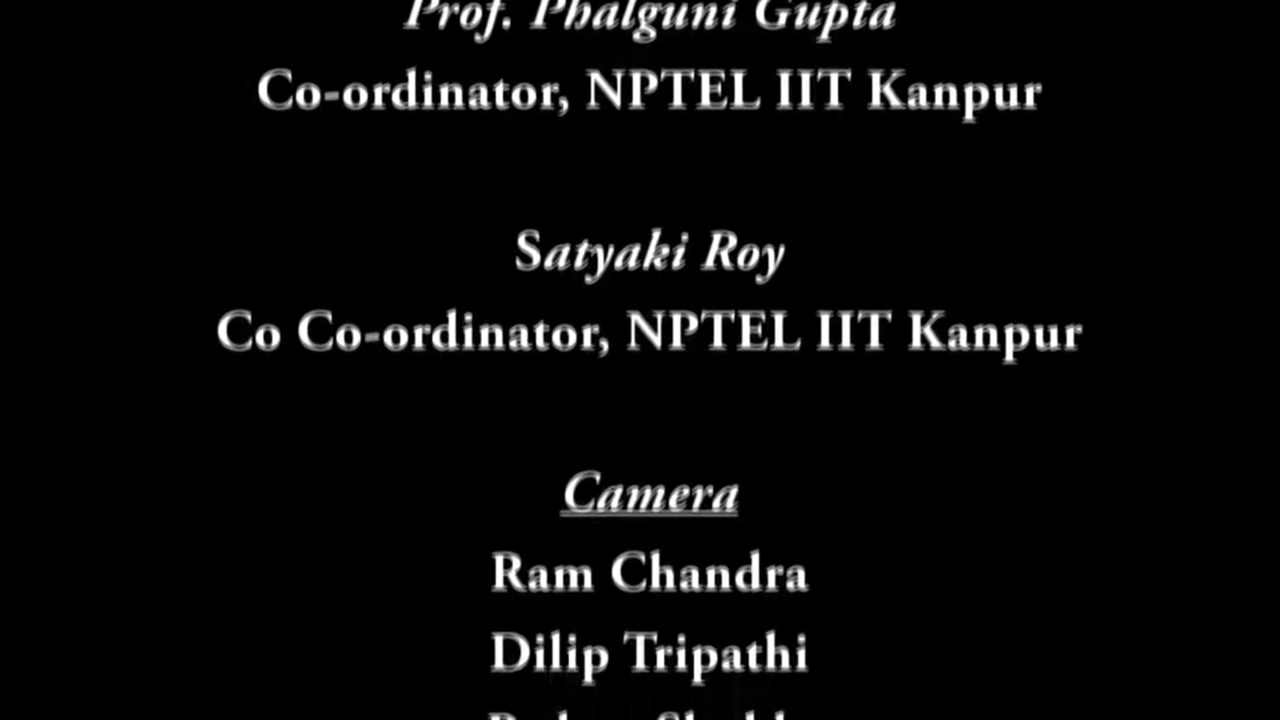 Prof. Phalguni Gupta
Co-ordinator, NPTEL IIT Kanpur
Satyaki Roy
Co Co-ordinator, NPTEL IIT Kanpur
Camera
Ram Chandra
Dilip Tripathi